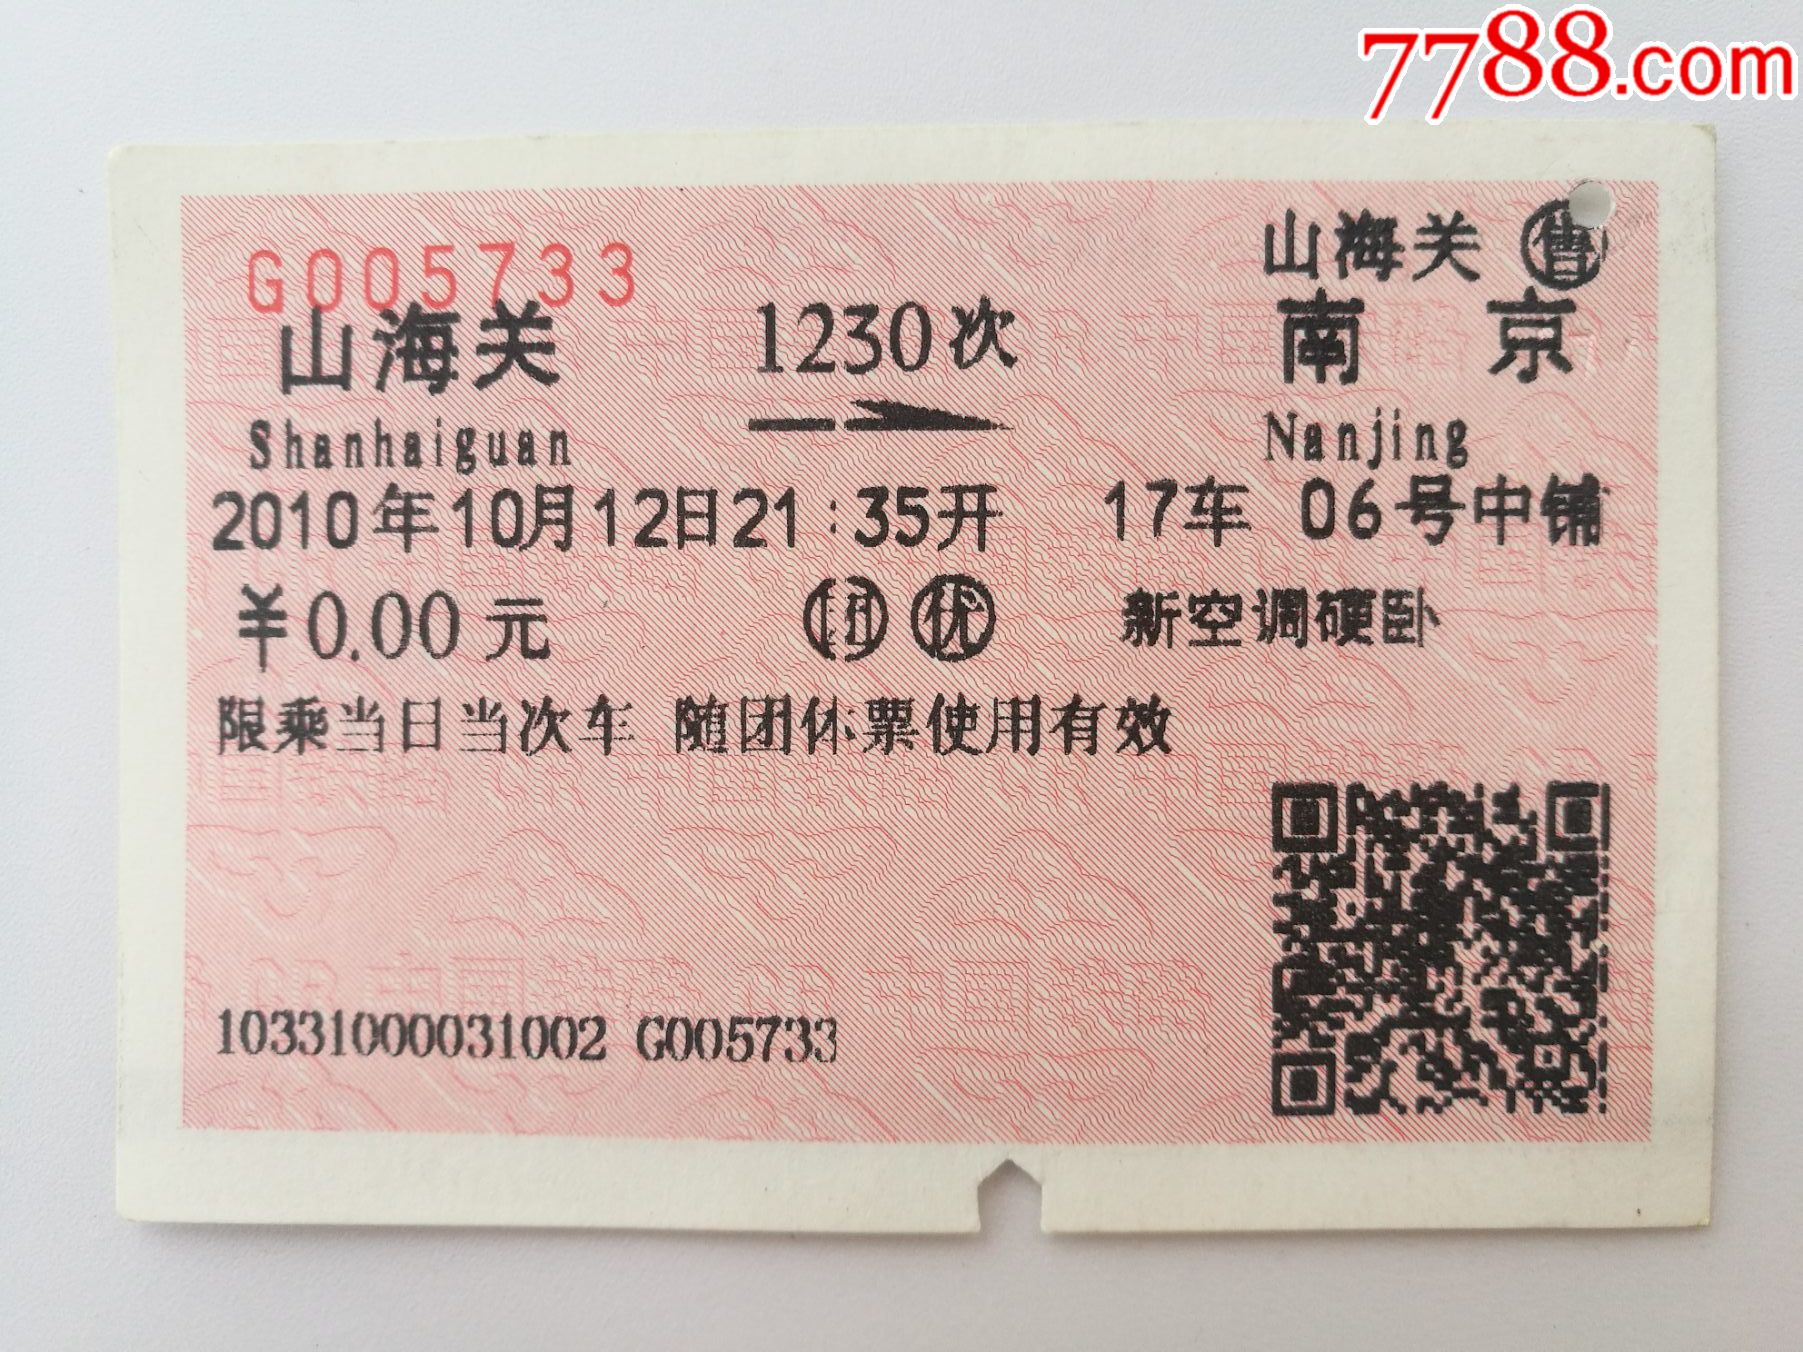 7788.com
G005733
山海关 售
山海关 1230次 南京
Shanhaiguan Nanjing
2010年10月12日21:35开 17车 06号中铺
¥0.00元 团 优 新空调硬卧
限乘当日当次车 随团体票使用有效
10331000031002 G005733